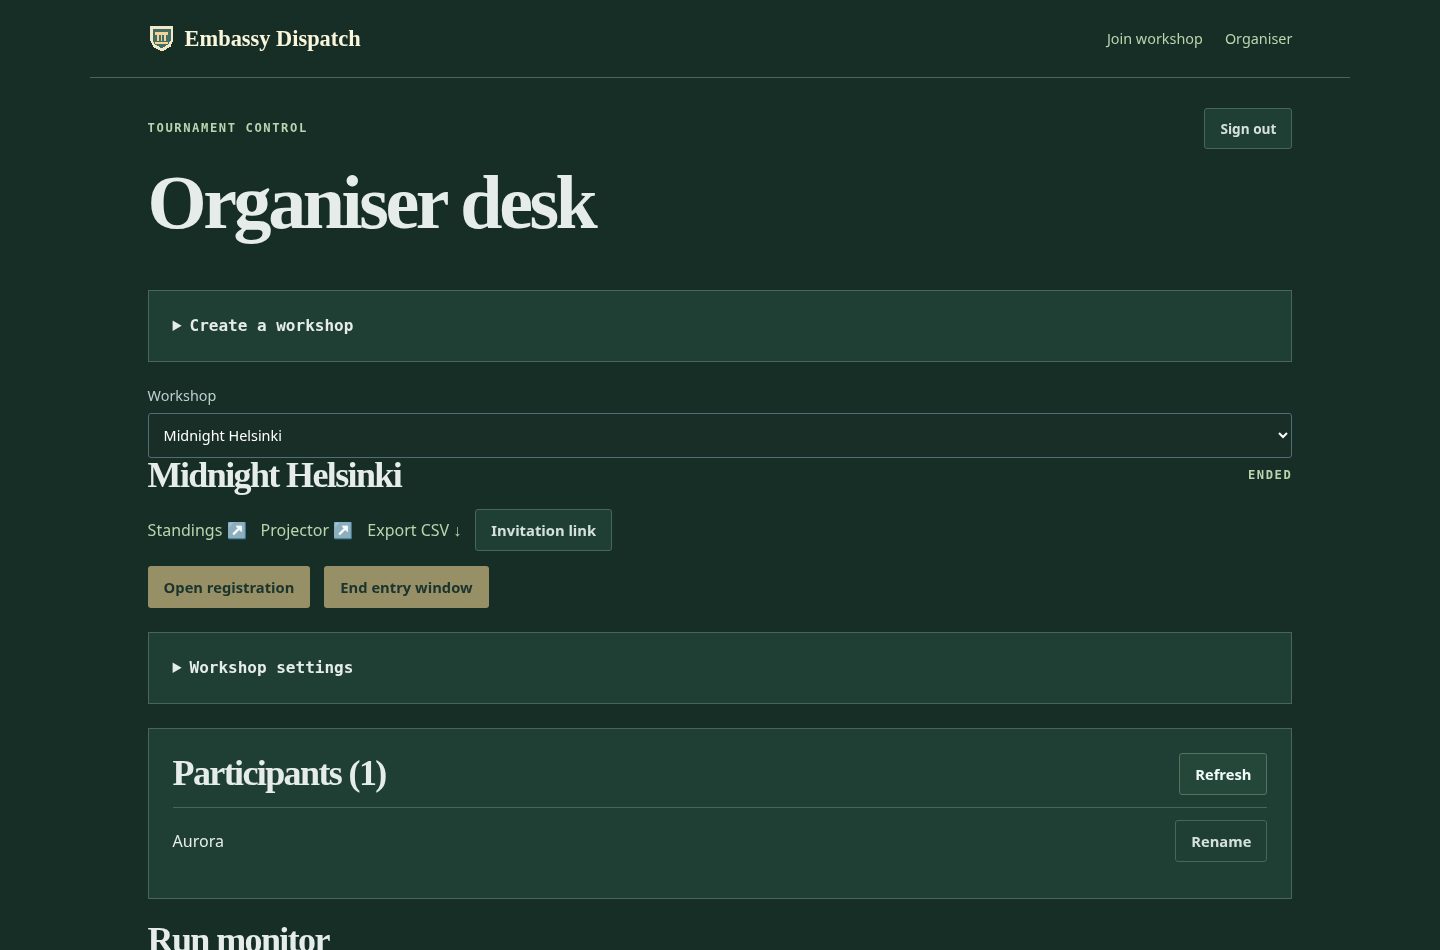 Embassy Dispatch
Join workshop
Organiser
TOURNAMENT CONTROL
Sign out
Organiser desk
▶ Create a workshop
Workshop
Midnight Helsinki
Midnight Helsinki
ENDED
Standings ↗️ Projector ↗️ Export CSV ↓ Invitation link
Open registration
End entry window
▶ Workshop settings
Participants (1)
Refresh
Aurora
Rename
Run monitor